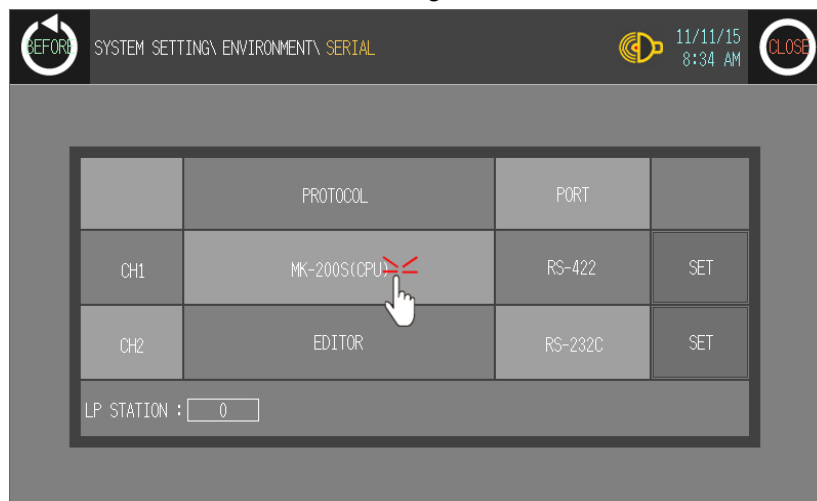 BEFORE SYSTEM SETTING\ ENVIRONMENT\ SERIAL 11/11/15 CLOSE
8:34 AM
PROTOCOL PORT
CH1 MK-200S(CPU) RS-422 SET
CH2 EDITOR RS-232C SET
LP STATION : 0